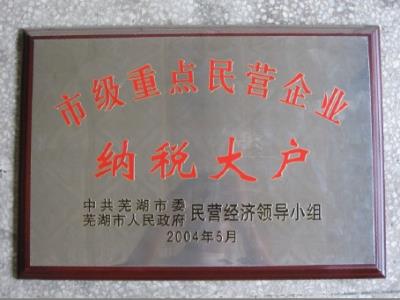 市级重点民营企业
纳税大户
中共芜湖市委
芜湖市人民政府
民营经济领导小组
2004年5月